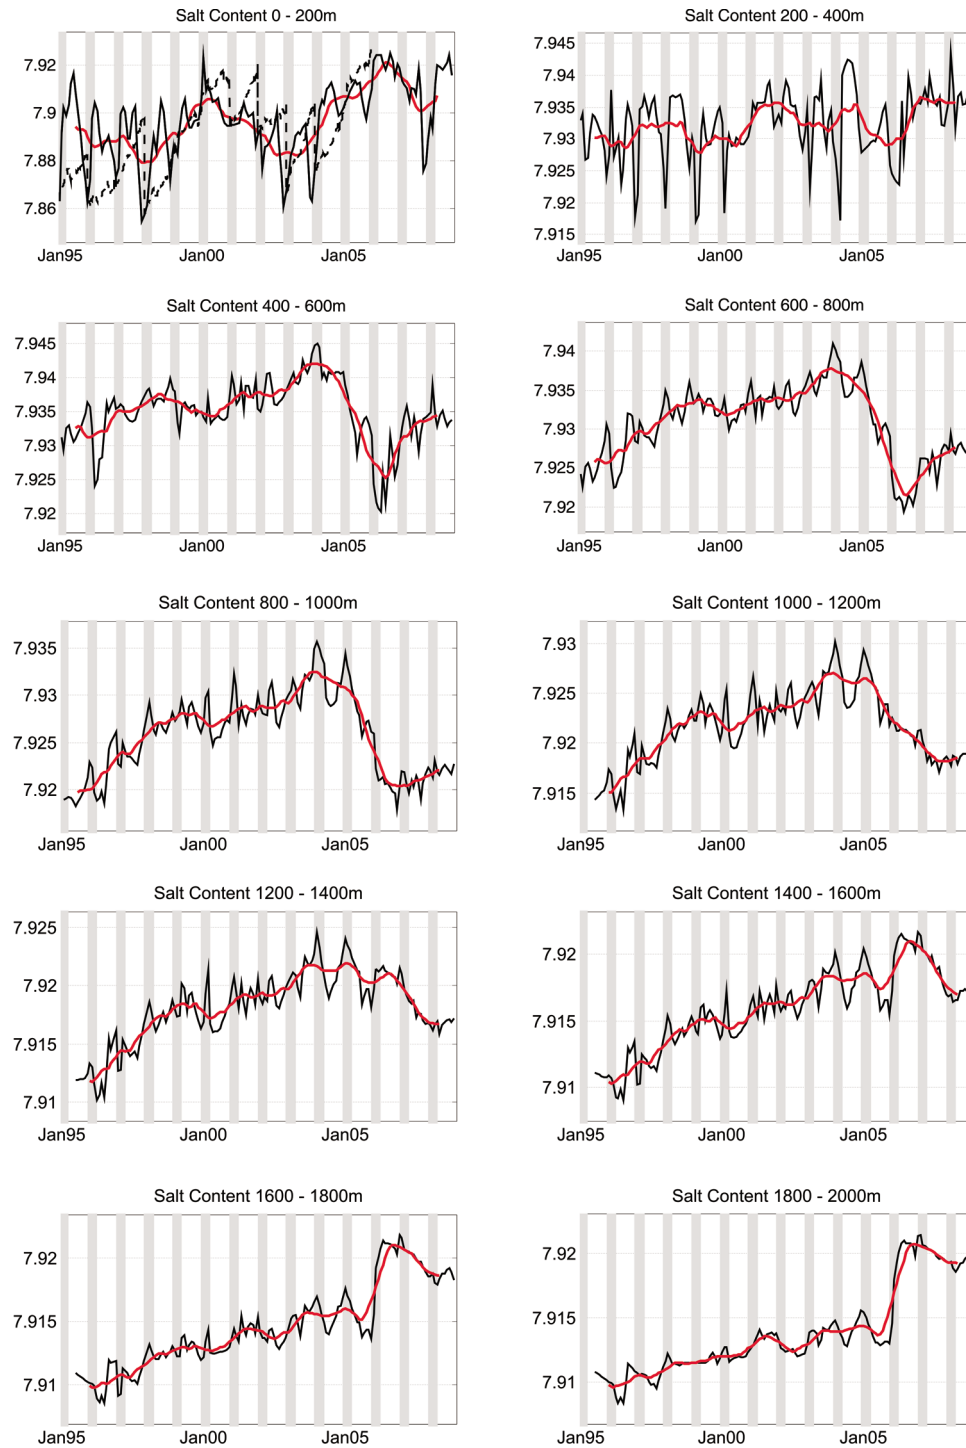 Salt Content 0 - 200m
7.92
7.9
7.88
7.86
Jan95 Jan00 Jan05
Salt Content 200 - 400m
7.945
7.94
7.935
7.93
7.925
7.92
7.915
Jan95 Jan00 Jan05
Salt Content 400 - 600m
7.945
7.94
7.935
7.93
7.925
7.92
Jan95 Jan00 Jan05
Salt Content 600 - 800m
7.94
7.935
7.93
7.925
7.92
Jan95 Jan00 Jan05
Salt Content 800 - 1000m
7.935
7.93
7.925
7.92
Jan95 Jan00 Jan05
Salt Content 1000 - 1200m
7.93
7.925
7.92
7.915
Jan95 Jan00 Jan05
Salt Content 1200 - 1400m
7.925
7.92
7.915
7.91
Jan95 Jan00 Jan05
Salt Content 1400 - 1600m
7.92
7.915
7.91
Jan95 Jan00 Jan05
Salt Content 1600 - 1800m
7.92
7.915
7.91
Jan95 Jan00 Jan05
Salt Content 1800 - 2000m
7.92
7.915
7.91
Jan95 Jan00 Jan05